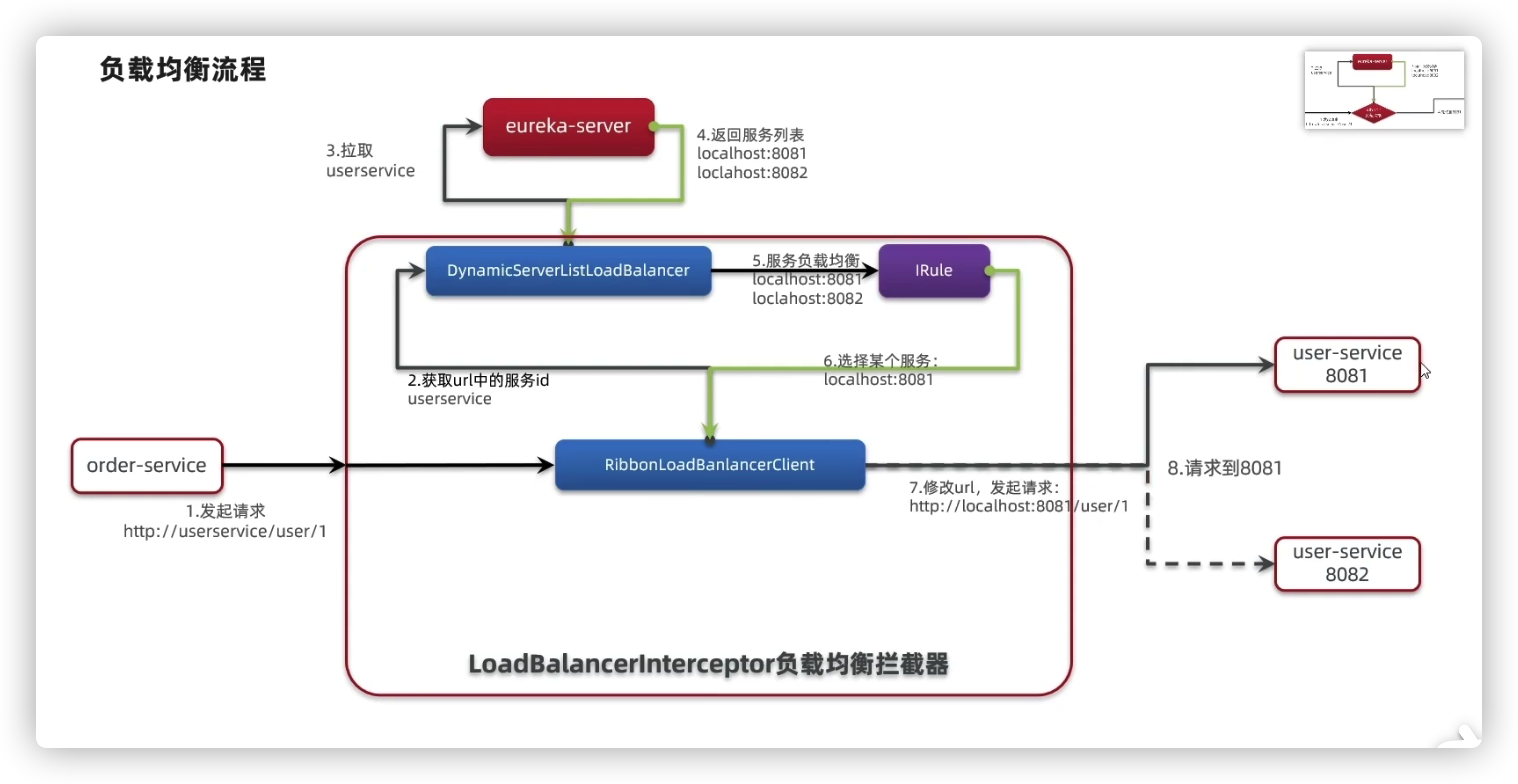 负载均衡流程
eureka-server
3.拉取
userservice
4.返回服务列表
localhost:8081
loclahost:8082
DynamicServerListLoadBalancer
5.服务负载均衡
localhost:8081
loclahost:8082
IRule
2.获取url中的服务id
userservice
6.选择某个服务：
localhost:8081
order-service
1.发起请求
http://userservice/user/1
RibbonLoadBanlancerClient
7.修改url，发起请求：
http://localhost:8081/user/1
user-service
8081
8.请求到8081
user-service
8082
LoadBalancerInterceptor负载均衡拦截器